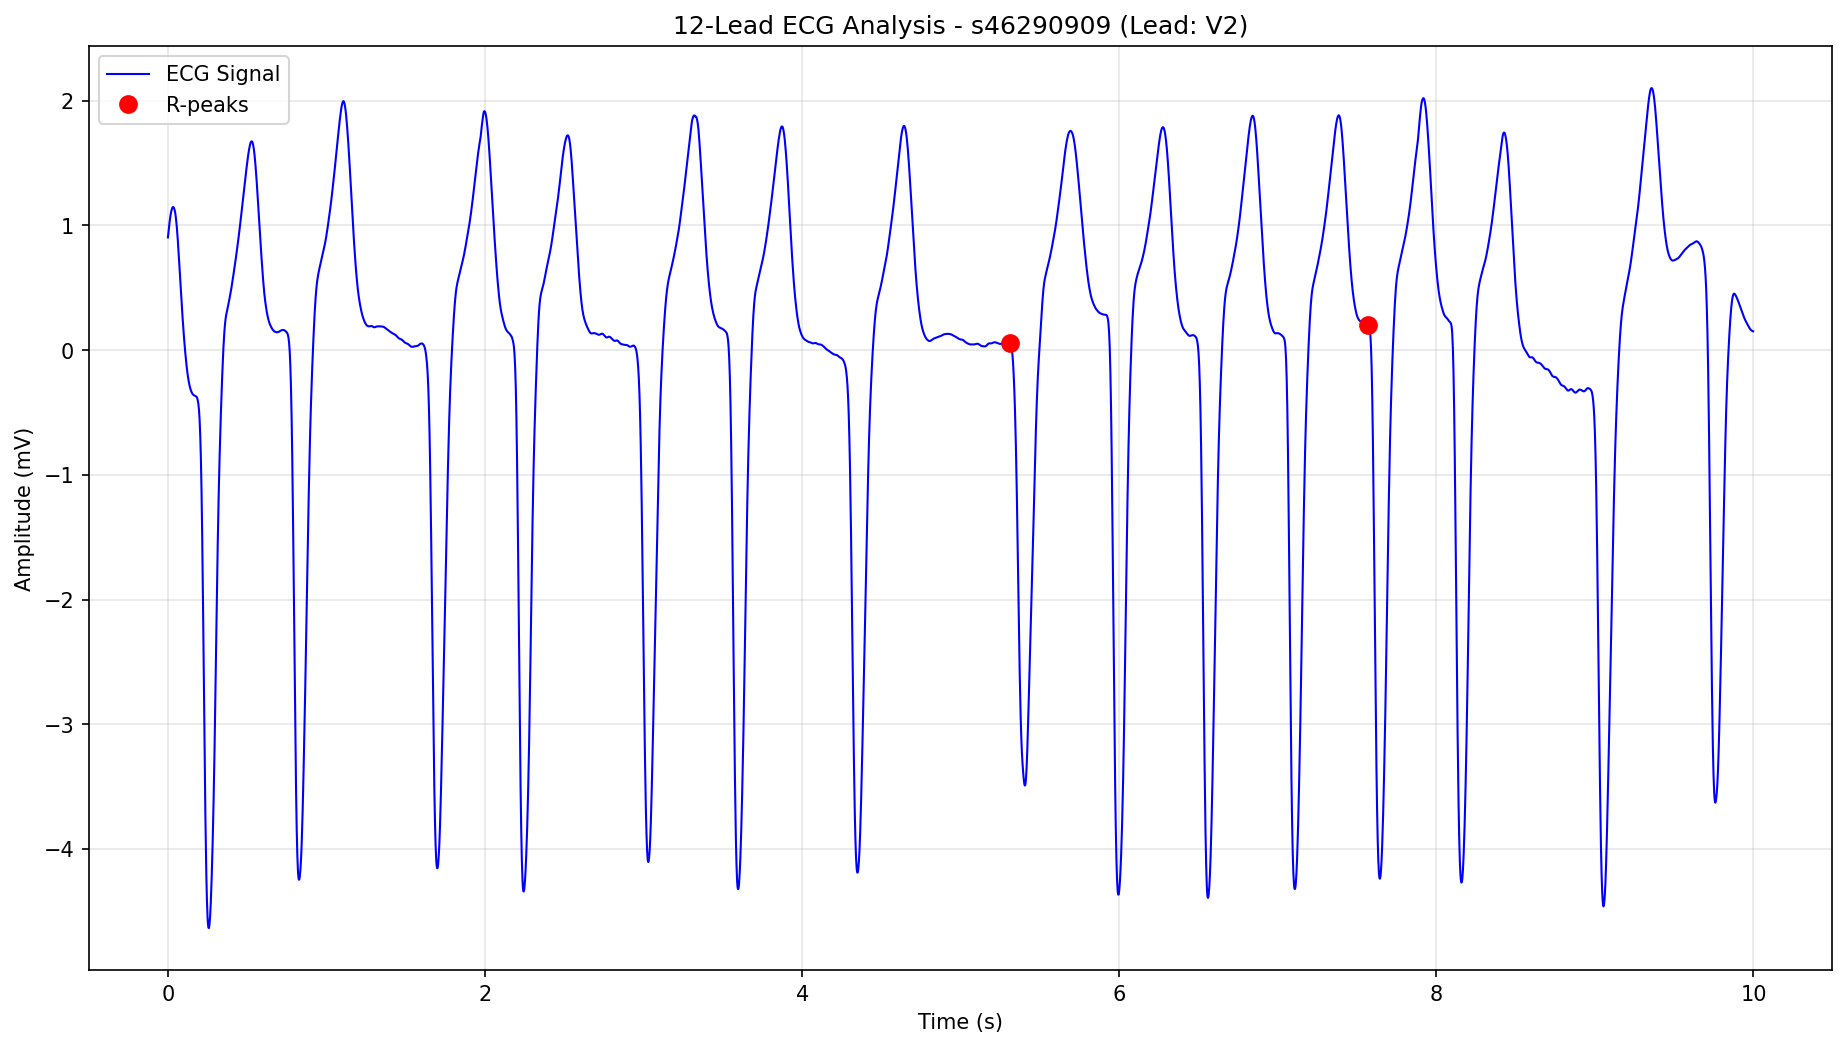 12-Lead ECG Analysis - s46290909 (Lead: V2)
ECG Signal
R-peaks
Amplitude (mV)
2
1
0
−1
−2
−3
−4
0
2
4
6
8
10
Time (s)